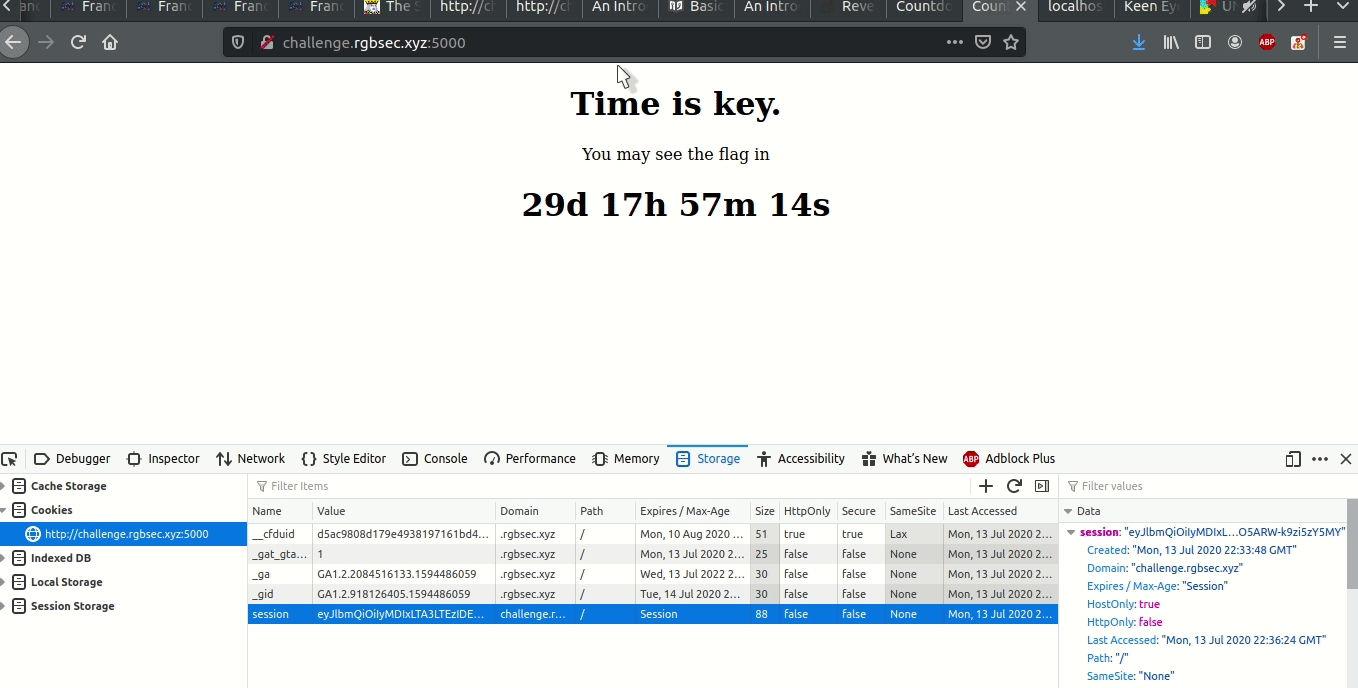 Franc Franc Franc Franc The S http://ch http://ch An Intro Basic An Intro Reve Countdo Count localhos Keen Eye
challenge.rgbsec.xyz:5000
Time is key.
You may see the flag in
29d 17h 57m 14s
Debugger Inspector Network Style Editor Console Performance Memory Storage Accessibility What's New ABP Adblock Plus
Cache Storage
Cookies
http://challenge.rgbsec.xyz:5000
Indexed DB
Local Storage
Session Storage
Filter Items
Name Value Domain Path Expires / Max-Age Size HttpOnly Secure SameSite Last Accessed
__cfduid d5ac9808d179e4938197161bd4... .rgbsec.xyz / Mon, 10 Aug 2020 ... 51 true true Lax Mon, 13 Jul 2020 2...
_gat_gta... 1 .rgbsec.xyz / Mon, 13 Jul 2020 2... 25 false false None Mon, 13 Jul 2020 2...
_ga GA1.2.2084516133.1594486059 .rgbsec.xyz / Wed, 13 Jul 2022 2... 30 false false None Mon, 13 Jul 2020 2...
_gid GA1.2.918126405.1594486059 .rgbsec.xyz / Tue, 14 Jul 2020 2... 30 false false None Mon, 13 Jul 2020 2...
session eyJlbmQiOiIyMDIxLTA3LTEzIDE... challenge.r... / Session 88 false false None Mon, 13 Jul 2020 2...
Filter values
Data
session: "eyJlbmQiOiIyMDIxL...O5ARW-k9zi5zY5MY"
Created: "Mon, 13 Jul 2020 22:33:48 GMT"
Domain: "challenge.rgbsec.xyz"
Expires / Max-Age: "Session"
HostOnly: true
HttpOnly: false
Last Accessed: "Mon, 13 Jul 2020 22:36:24 GMT"
Path: "/"
SameSite: "None"